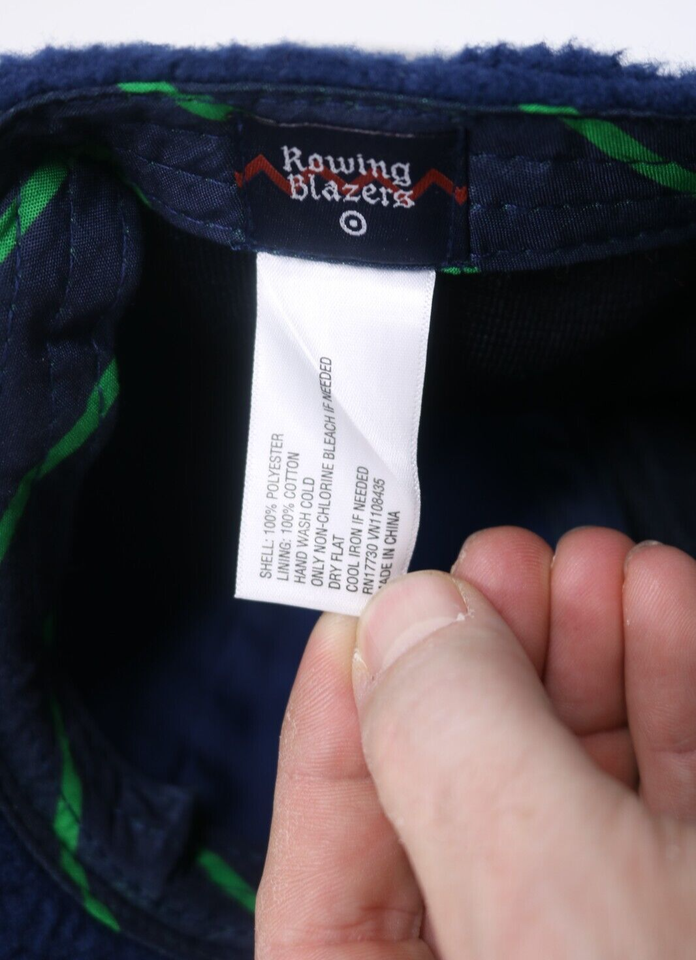 Rowing
Blazers
SHELL: 100% POLYESTER
LINING: 100% COTTON
HAND WASH COLD
ONLY NON-CHLORINE BLEACH IF NEEDED
DRY FLAT
COOL IRON IF NEEDED
RN17730 VN1108435
MADE IN CHINA